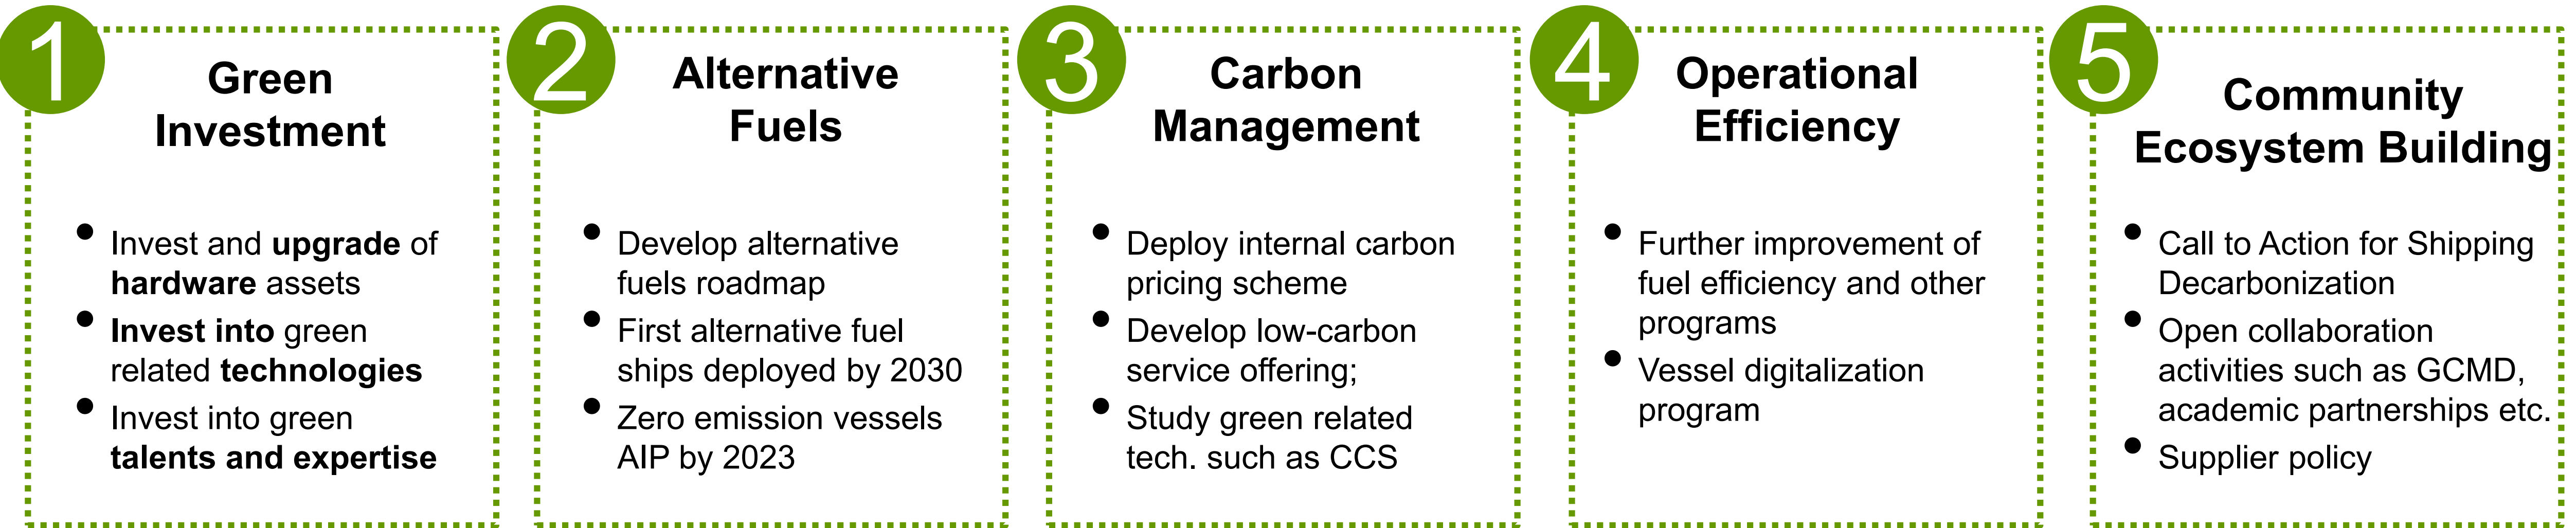 1
Green
Investment
• Invest and upgrade of
hardware assets
• Invest into green
related technologies
• Invest into green
talents and expertise
2
Alternative
Fuels
• Develop alternative
fuels roadmap
• First alternative fuel
ships deployed by 2030
• Zero emission vessels
AIP by 2023
3
Carbon
Management
• Deploy internal carbon
pricing scheme
• Develop low-carbon
service offering;
• Study green related
tech. such as CCS
4
Operational
Efficiency
• Further improvement of
fuel efficiency and other
programs
• Vessel digitalization
program
5
Community
Ecosystem Building
• Call to Action for Shipping
Decarbonization
• Open collaboration
activities such as GCMD,
academic partnerships etc.
• Supplier policy